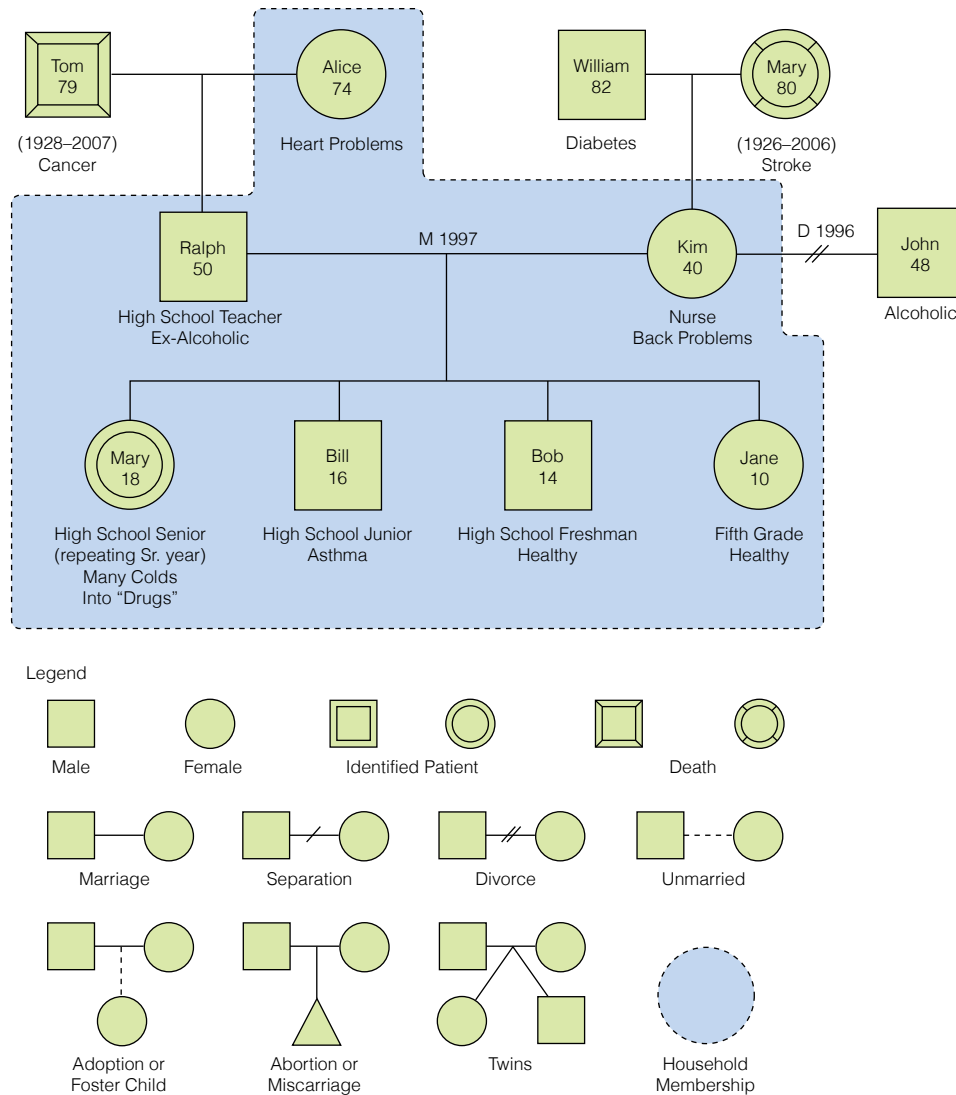 Tom
79
(1928–2007)
Cancer
Alice
74
Heart Problems
William
82
Diabetes
Mary
80
(1926–2006)
Stroke
Ralph
50
High School Teacher
Ex-Alcoholic
M 1997
Kim
40
Nurse
Back Problems
D 1996
John
48
Alcoholic
Mary
18
High School Senior
(repeating Sr. year)
Many Colds
Into “Drugs”
Bill
16
High School Junior
Asthma
Bob
14
High School Freshman
Healthy
Jane
10
Fifth Grade
Healthy
Legend
Male
Female
Identified Patient
Death
Marriage
Separation
Divorce
Unmarried
Adoption or
Foster Child
Abortion or
Miscarriage
Twins
Household
Membership